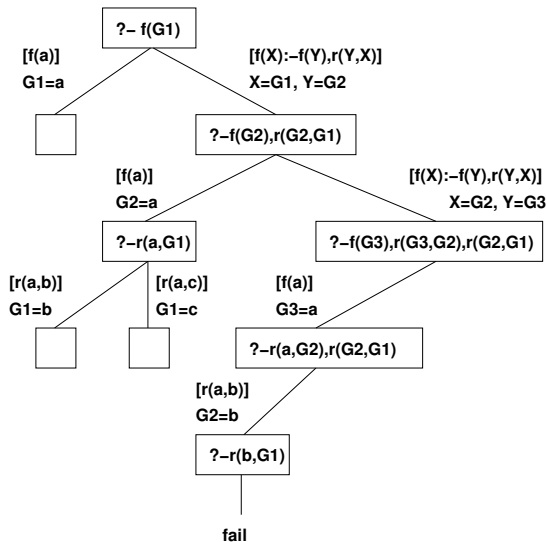 ?– f(G1)
[f(a)]
G1=a
[f(X):–f(Y),r(Y,X)]
X=G1, Y=G2
?–f(G2),r(G2,G1)
[f(a)]
G2=a
[f(X):–f(Y),r(Y,X)]
X=G2, Y=G3
?–r(a,G1)
?–f(G3),r(G3,G2),r(G2,G1)
[r(a,b)]
G1=b
[r(a,c)]
G1=c
[f(a)]
G3=a
?–r(a,G2),r(G2,G1)
[r(a,b)]
G2=b
?–r(b,G1)
fail